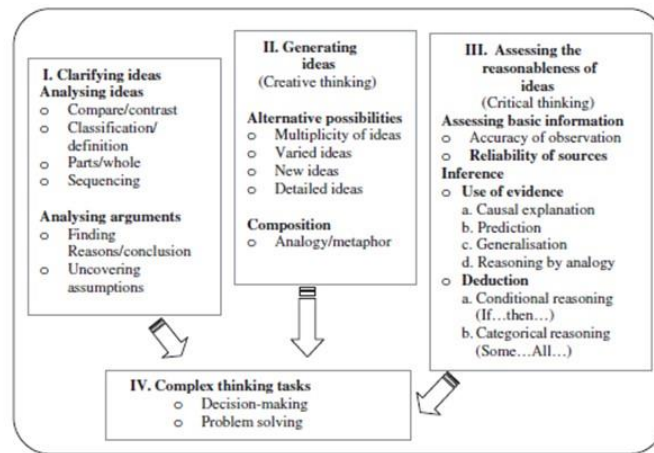 I. Clarifying ideas
Analysing ideas
o Compare/contrast
o Classification/
definition
o Parts/whole
o Sequencing
Analysing arguments
o Finding
Reasons/conclusion
o Uncovering
assumptions
II. Generating
ideas
(Creative thinking)
Alternative possibilities
o Multiplicity of ideas
o Varied ideas
o New ideas
o Detailed ideas
Composition
o Analogy/metaphor
III. Assessing the
reasonableness of
ideas
(Critical thinking)
Assessing basic information
o Accuracy of observation
o Reliability of sources
Inference
o Use of evidence
a. Causal explanation
b. Prediction
c. Generalisation
d. Reasoning by analogy
o Deduction
a. Conditional reasoning
(If...then...)
b. Categorical reasoning
(Some...All...)
IV. Complex thinking tasks
o Decision-making
o Problem solving